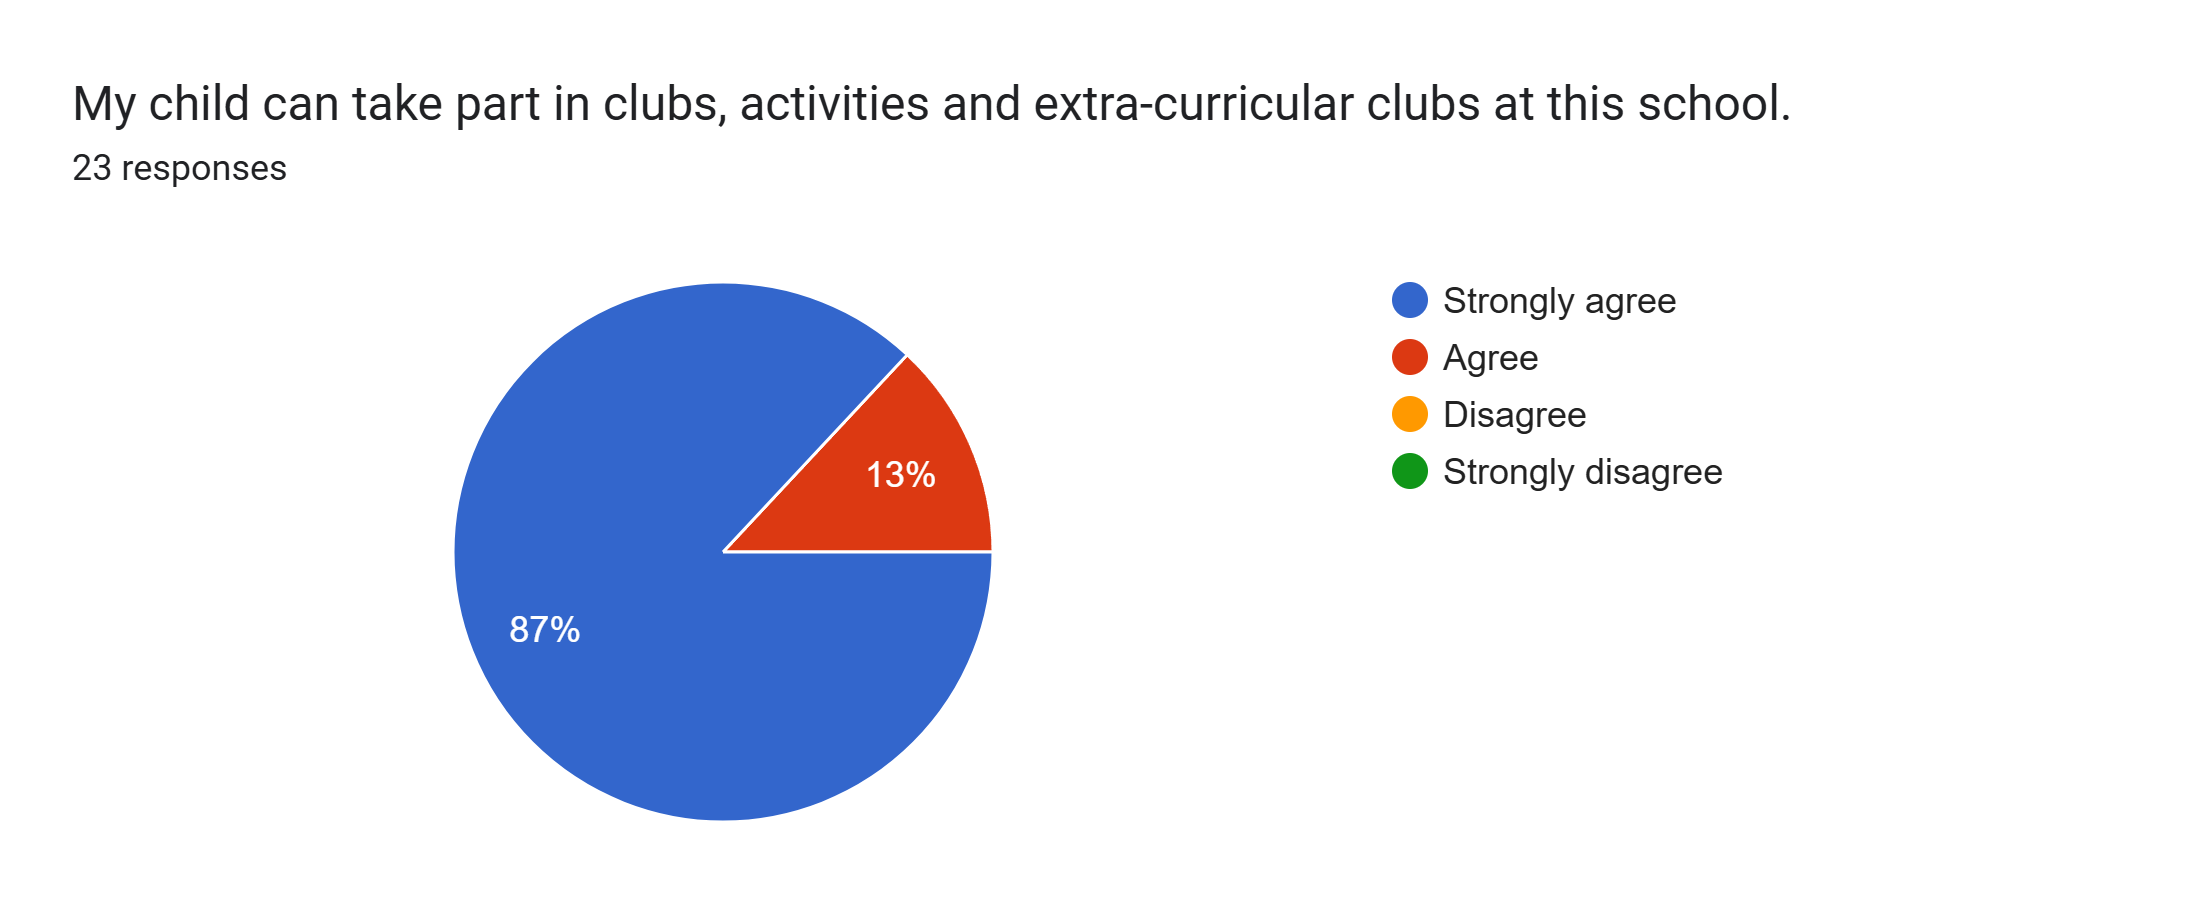 My child can take part in clubs, activities and extra-curricular clubs at this school.
23 responses
Strongly agree
Agree
Disagree
Strongly disagree
13%
87%